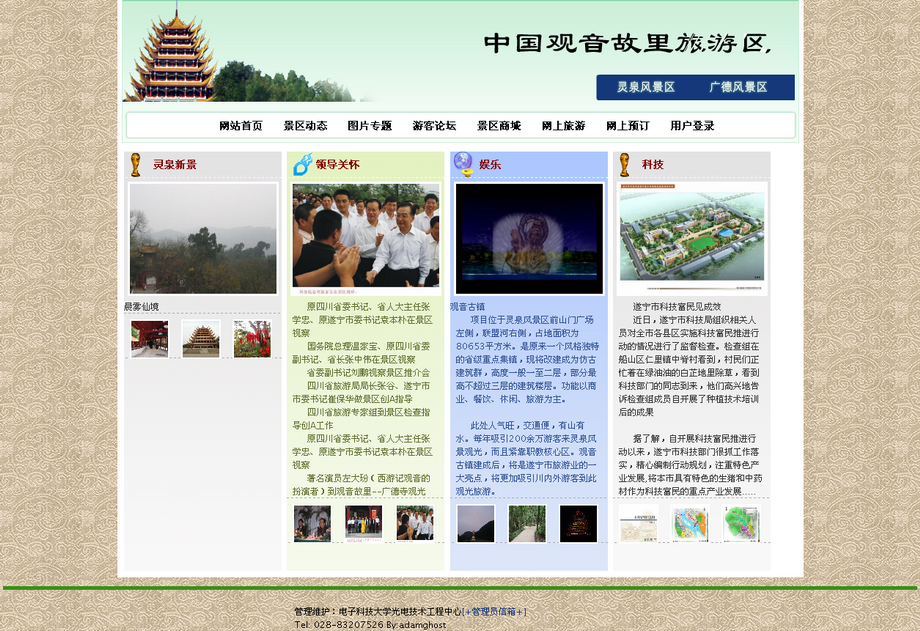 中国观音故里旅游区,
灵泉风景区 广德风景区
网站首页 景区动态 图片专题 游客论坛 景区商城 网上旅游 网上预订 用户登录
灵泉新景
晨雾仙境
领导关怀
原四川省委书记、省人大主任张
学忠、原遂宁市委书记袁本朴在景区
视察
国务院总理温家宝、原四川省委
副书记、省长张中伟在景区视察
省委副书记刘鹏视察景区推介会
四川省旅游局局长张谷、遂宁市
市委书记崔保华做景区创A指导
四川省旅游专家组到景区检查指
导创A工作
原四川省委书记、省人大主任张
学忠、原遂宁市委书记袁本朴在景区
视察
著名演员左大玢（西游记观音的
扮演者）到观音故里--广德寺观光
娱乐
观音古镇
项目位于灵泉风景区前山门广场
左侧，联盟河右侧，占地面积为
80653平方米。是原来一个风格独特
的省级重点集镇，现将改建成为仿古
建筑群，高度一般一至二层，部分最
高不超过三层的建筑楼层。功能以商
业、餐饮、休闲、旅游为主。
此处人气旺，交通便，有山有
水。每年吸引200余万游客来灵泉风
景观光，而且紧靠职教核心区。观音
古镇建成后，将是遂宁市旅游业的一
大亮点，将更加吸引川内外游客到此
观光旅游。
科技
遂宁市科技富民见成效
近日，遂宁市科技局组织相关人
员对全市各县区实施科技富民推进行
动的情况进行了监督检查。检查组在
船山区仁里镇中脊村看到，村民们正
忙著在绿油油的白芷地里除草，看到
科技部门的同志到来，他们高兴地告
诉检查组成员自开展了种植技术培训
后的成果
据了解，自开展科技富民推进行
动以来，遂宁市科技部门狠抓工作落
实，精心编制行动规划，注重特色产
业发展,将本市具有特色的生猪和中药
材作为科技富民的重点产业发展.....
管理维护：电子科技大学光电技术工程中心[+管理员信箱+]
Tel: 028-83207526 By:adamghost